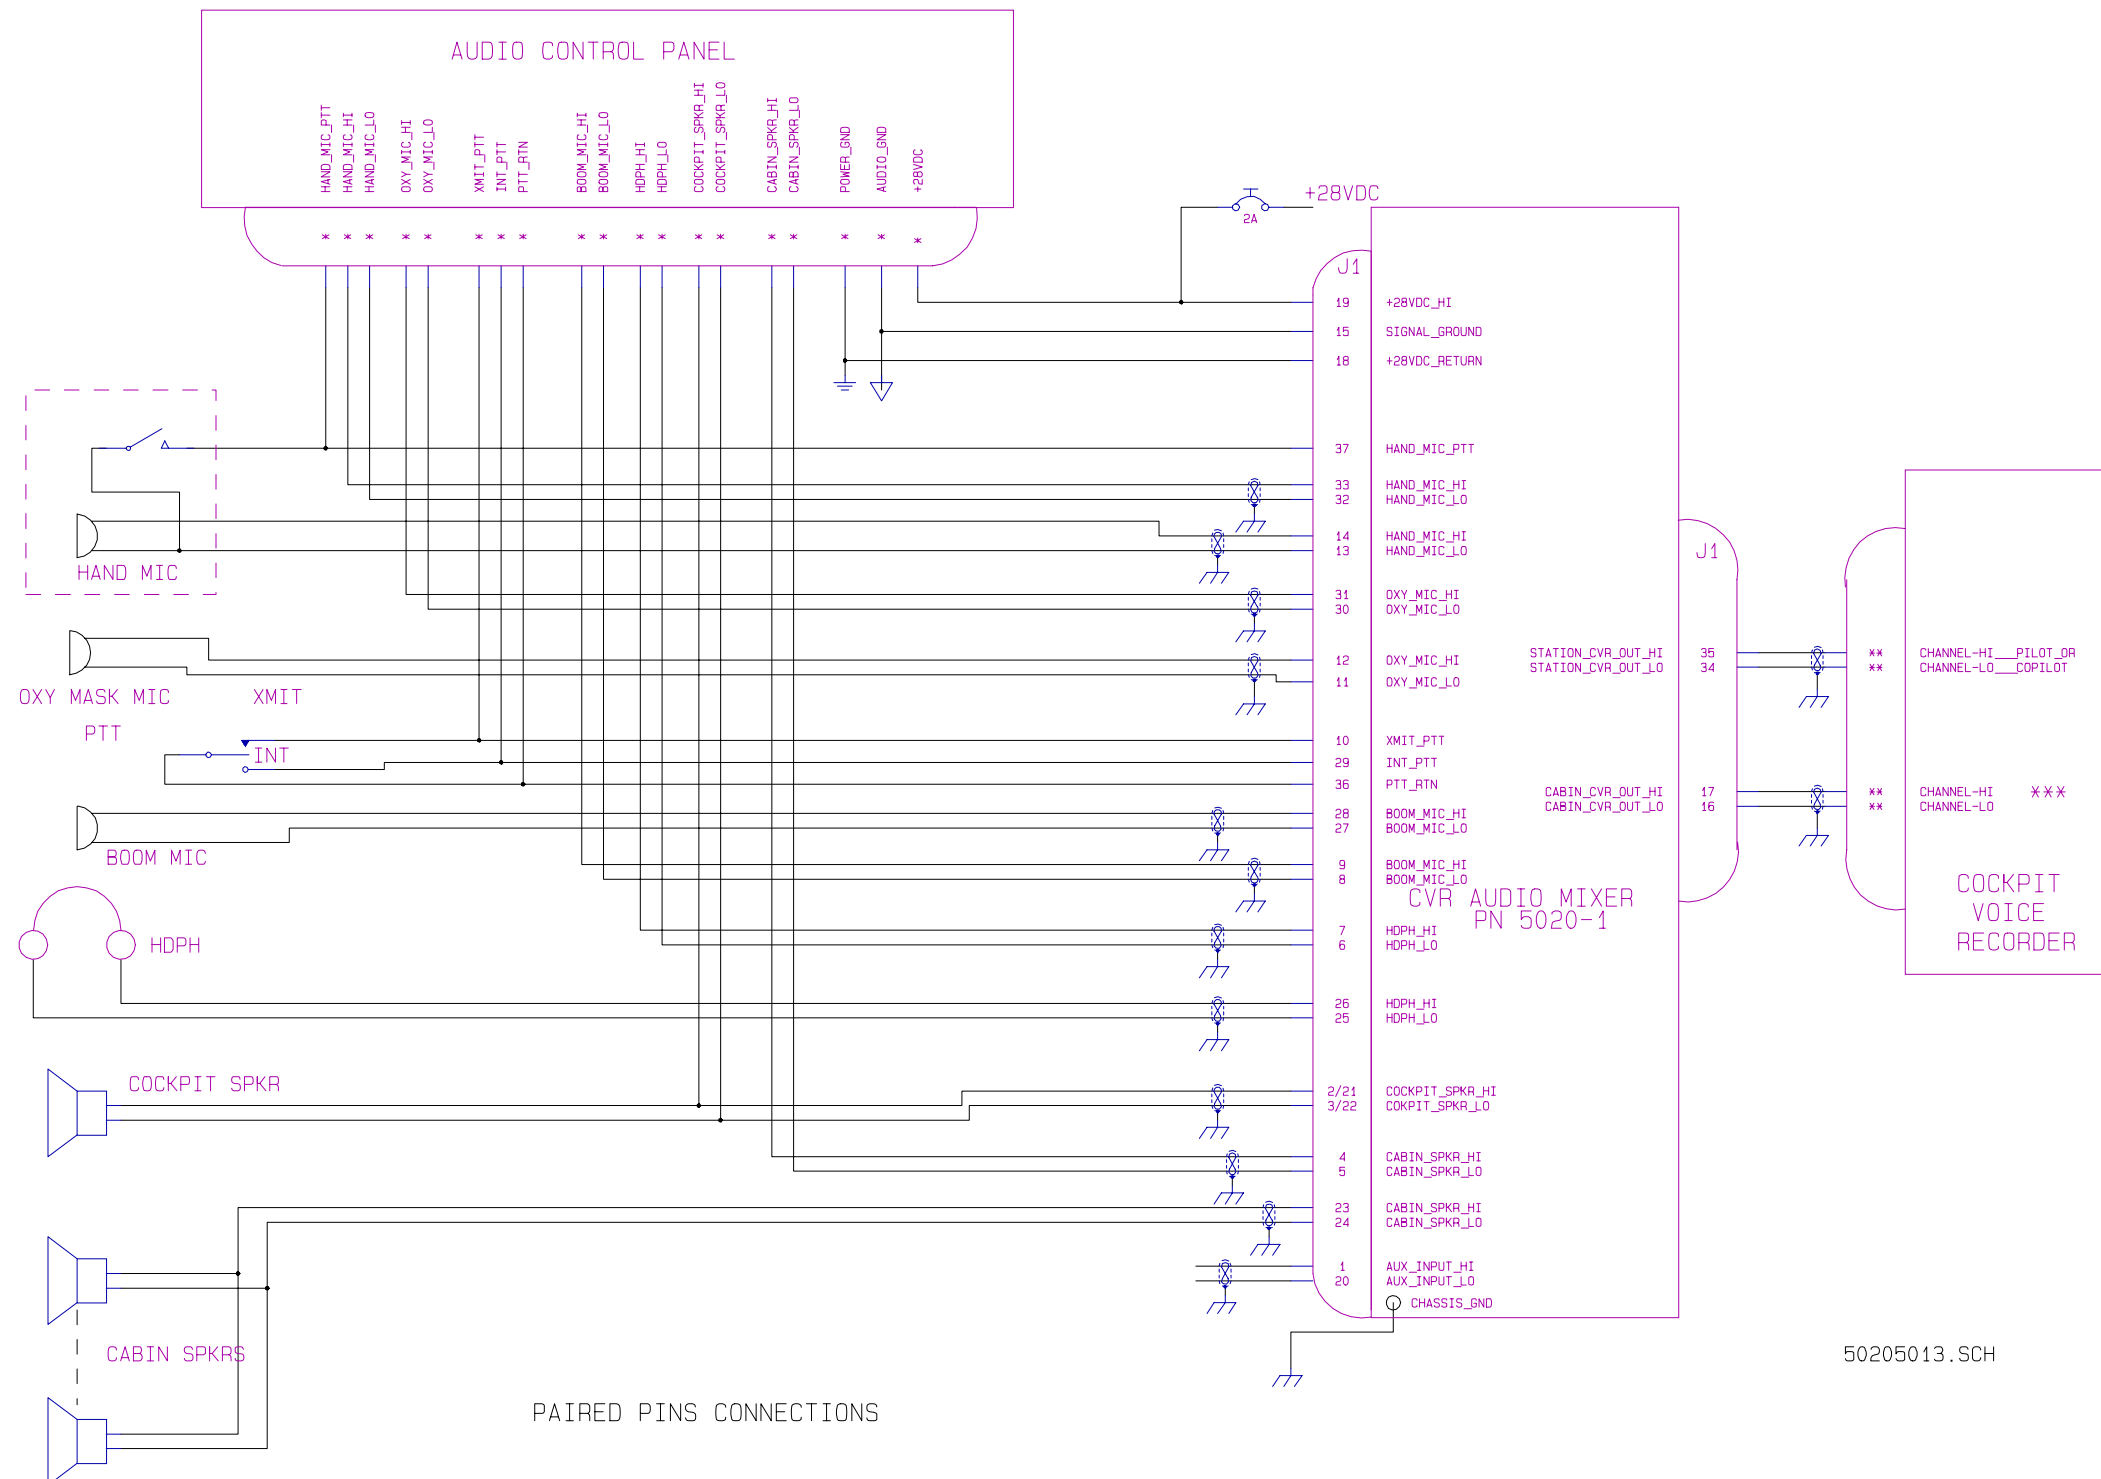 AUDIO CONTROL PANEL
HAND_MIC_PTT
HAND_MIC_HI
HAND_MIC_LO
OXY_MIC_HI
OXY_MIC_LO
XMIT_PTT
INT_PTT
PTT_RTN
BOOM_MIC_HI
BOOM_MIC_LO
HDPH_HI
HDPH_LO
COCKPIT_SPKR_HI
COCKPIT_SPKR_LO
CABIN_SPKR_HI
CABIN_SPKR_LO
POWER_GND
AUDIO_GND
+28VDC
* * * * * * * * * * * * * * * * * * *
+28VDC
2A
J1
19 +28VDC_HI
15 SIGNAL_GROUND
18 +28VDC_RETURN
37 HAND_MIC_PTT
33 HAND_MIC_HI
32 HAND_MIC_LO
14 HAND_MIC_HI
13 HAND_MIC_LO
31 OXY_MIC_HI
30 OXY_MIC_LO
12 OXY_MIC_HI
11 OXY_MIC_LO
10 XMIT_PTT
29 INT_PTT
36 PTT_RTN
28 BOOM_MIC_HI
27 BOOM_MIC_LO
9 BOOM_MIC_HI
8 BOOM_MIC_LO
CVR AUDIO MIXER
PN 5020-1
7 HDPH_HI
6 HDPH_LO
26 HDPH_HI
25 HDPH_LO
2/21 COCKPIT_SPKR_HI
3/22 COKPIT_SPKR_LO
4 CABIN_SPKR_HI
5 CABIN_SPKR_LO
23 CABIN_SPKR_HI
24 CABIN_SPKR_LO
1 AUX_INPUT_HI
20 AUX_INPUT_LO
CHASSIS_GND
HAND MIC
OXY MASK MIC
XMIT
PTT
INT
BOOM MIC
HDPH
COCKPIT SPKR
CABIN SPKRS
J1
STATION_CVR_OUT_HI 35
STATION_CVR_OUT_LO 34
CABIN_CVR_OUT_HI 17
CABIN_CVR_OUT_LO 16
** CHANNEL-HI___PILOT_OR
** CHANNEL-LO___COPILOT
** CHANNEL-HI ***
** CHANNEL-LO
COCKPIT
VOICE
RECORDER
50205013.SCH
PAIRED PINS CONNECTIONS